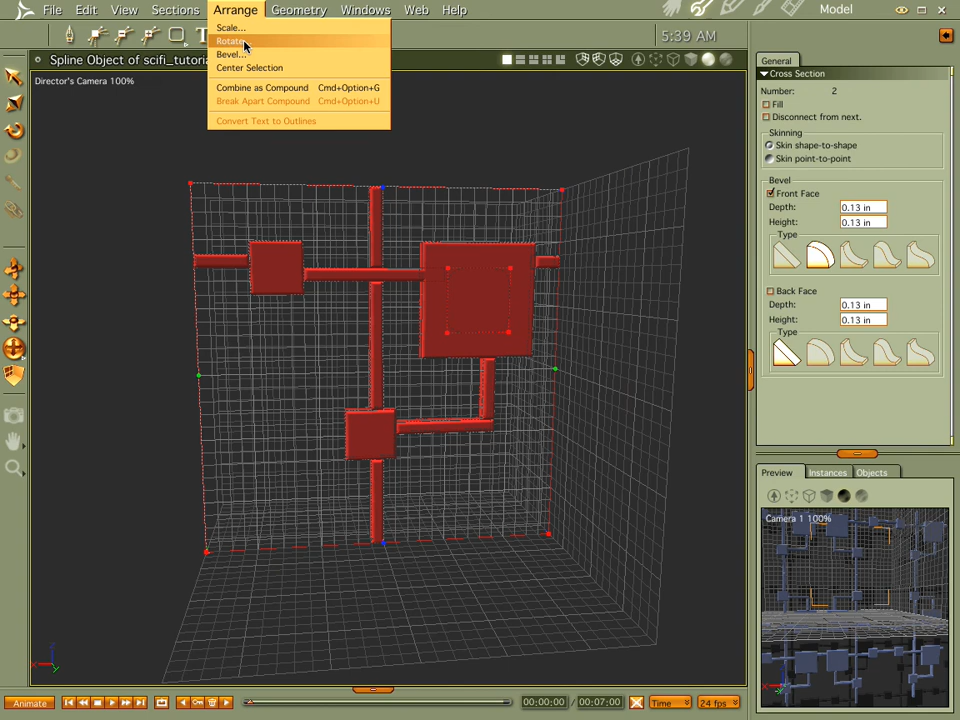 File Edit View Sections Arrange Geometry Windows Web Help Model
Scale...
Rotate
Bevel...
Center Selection
Combine as Compound Cmd+Option+G
Break Apart Compound Cmd+Option+U
Convert Text to Outlines
T
5:39 AM
Spline Object of scifi_tutoria
Director's Camera 100%
General
Cross Section
Number: 2
Fill
Disconnect from next.
Skinning
Skin shape-to-shape
Skin point-to-point
Bevel
Front Face
Depth: 0.13 in
Height: 0.13 in
Type
Back Face
Depth: 0.13 in
Height: 0.13 in
Type
Preview Instances Objects
Camera 1 100%
Animate 00:00:00 / 00:07:00 Time 24 fps